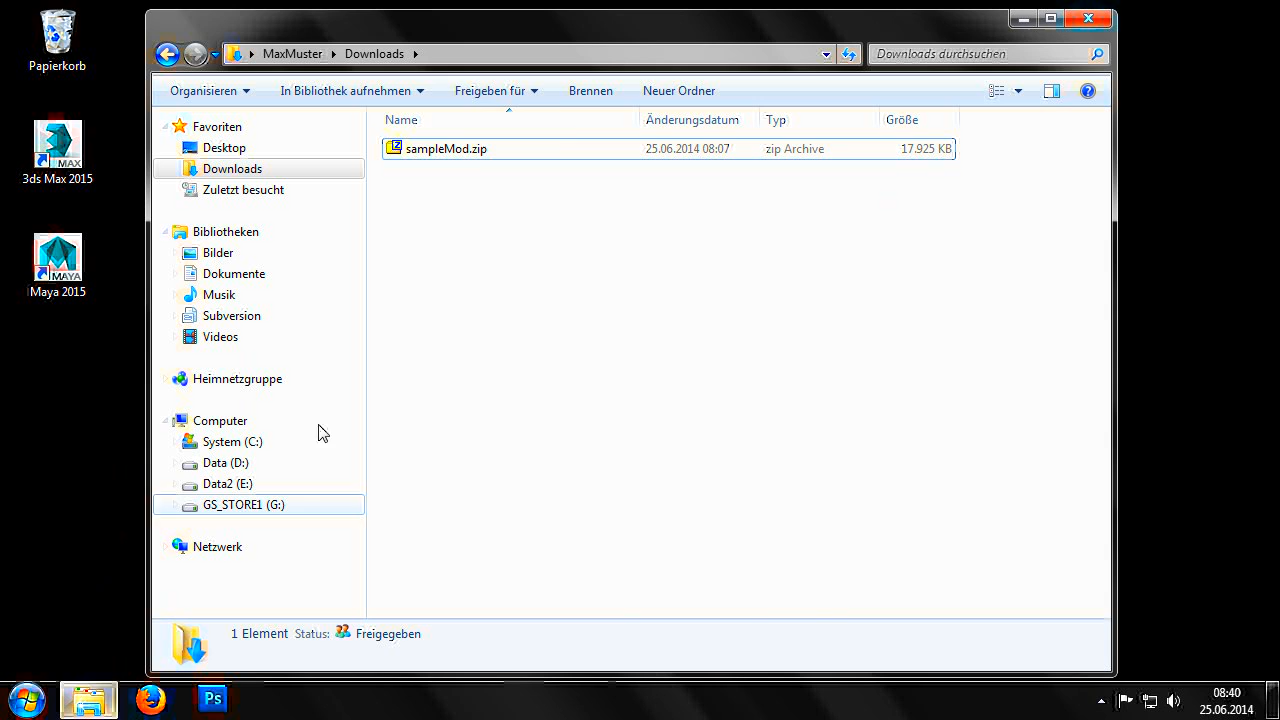 Papierkorb
MAX
3ds Max 2015
MAYA
Maya 2015
MaxMuster Downloads
Downloads durchsuchen
Organisieren In Bibliothek aufnehmen Freigeben für Brennen Neuer Ordner
Favoriten
Desktop
Downloads
Zuletzt besucht
Bibliotheken
Bilder
Dokumente
Musik
Subversion
Videos
Heimnetzgruppe
Computer
System (C:)
Data (D:)
Data2 (E:)
GS_STORE1 (G:)
Netzwerk
Name Änderungsdatum Typ Größe
sampleMod.zip 25.06.2014 08:07 zip Archive 17.925 KB
1 Element Status: Freigegeben
Ps
08:40
25.06.2014